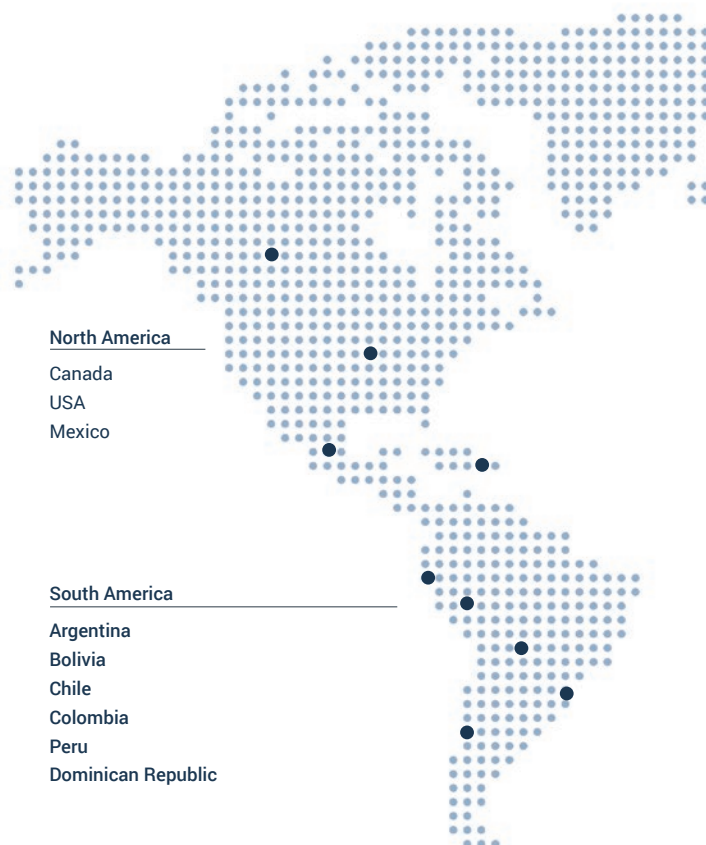 North America
Canada
USA
Mexico
South America
Argentina
Bolivia
Chile
Colombia
Peru
Dominican Republic